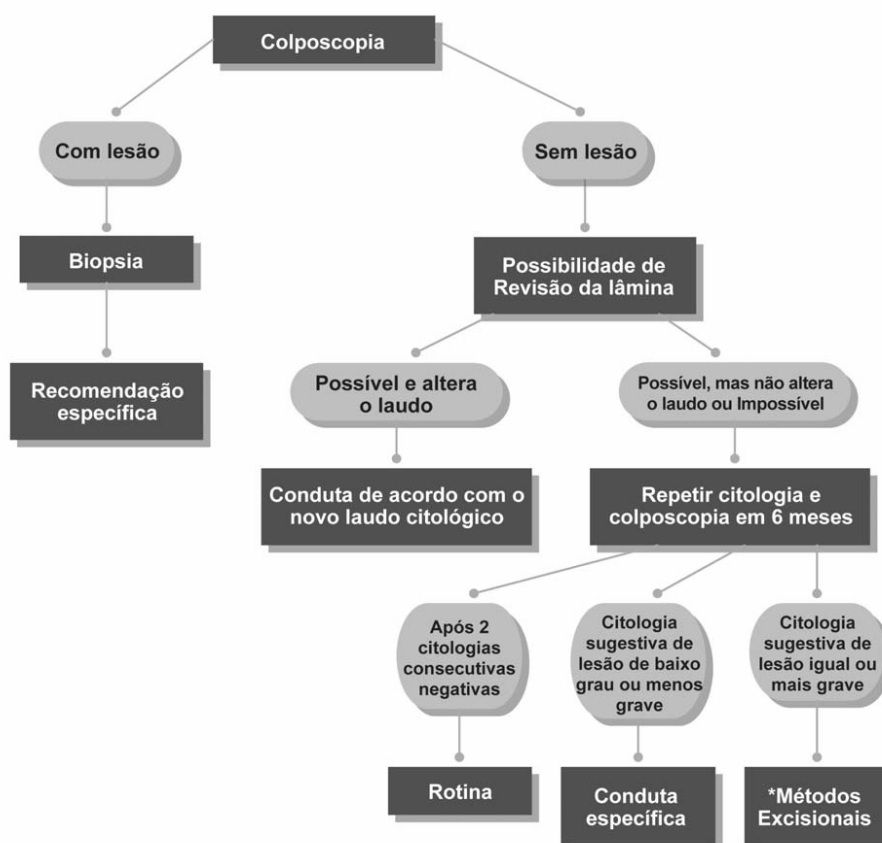 Colposcopia
Com lesão
Sem lesão
Biopsia
Possibilidade de
Revisão da lâmina
Recomendação
específica
Possível e altera
o laudo
Possível, mas não altera
o laudo ou Impossível
Conduta de acordo com o
novo laudo citológico
Repetir citologia e
colposcopia em 6 meses
Após 2
citologias
consecutivas
negativas
Citologia
sugestiva de
lesão de baixo
grau ou menos
grave
Citologia
sugestiva de
lesão igual ou
mais grave
Rotina
Conduta
específica
*Métodos
Excisionais